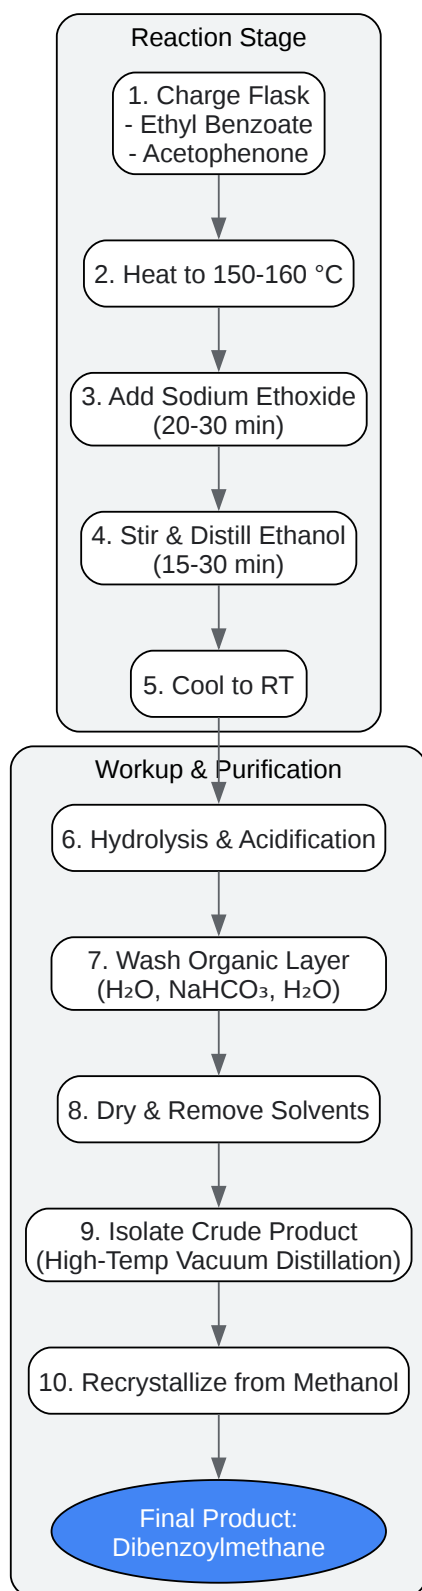 Reaction Stage
1. Charge Flask
- Ethyl Benzoate
- Acetophenone
2. Heat to 150-160 °C
3. Add Sodium Ethoxide
(20-30 min)
4. Stir & Distill Ethanol
(15-30 min)
5. Cool to RT
Workup & Purification
6. Hydrolysis & Acidification
7. Wash Organic Layer
(H₂O, NaHCO₃, H₂O)
8. Dry & Remove Solvents
9. Isolate Crude Product
(High-Temp Vacuum Distillation)
10. Recrystallize from Methanol
Final Product:
Dibenzoylmethane